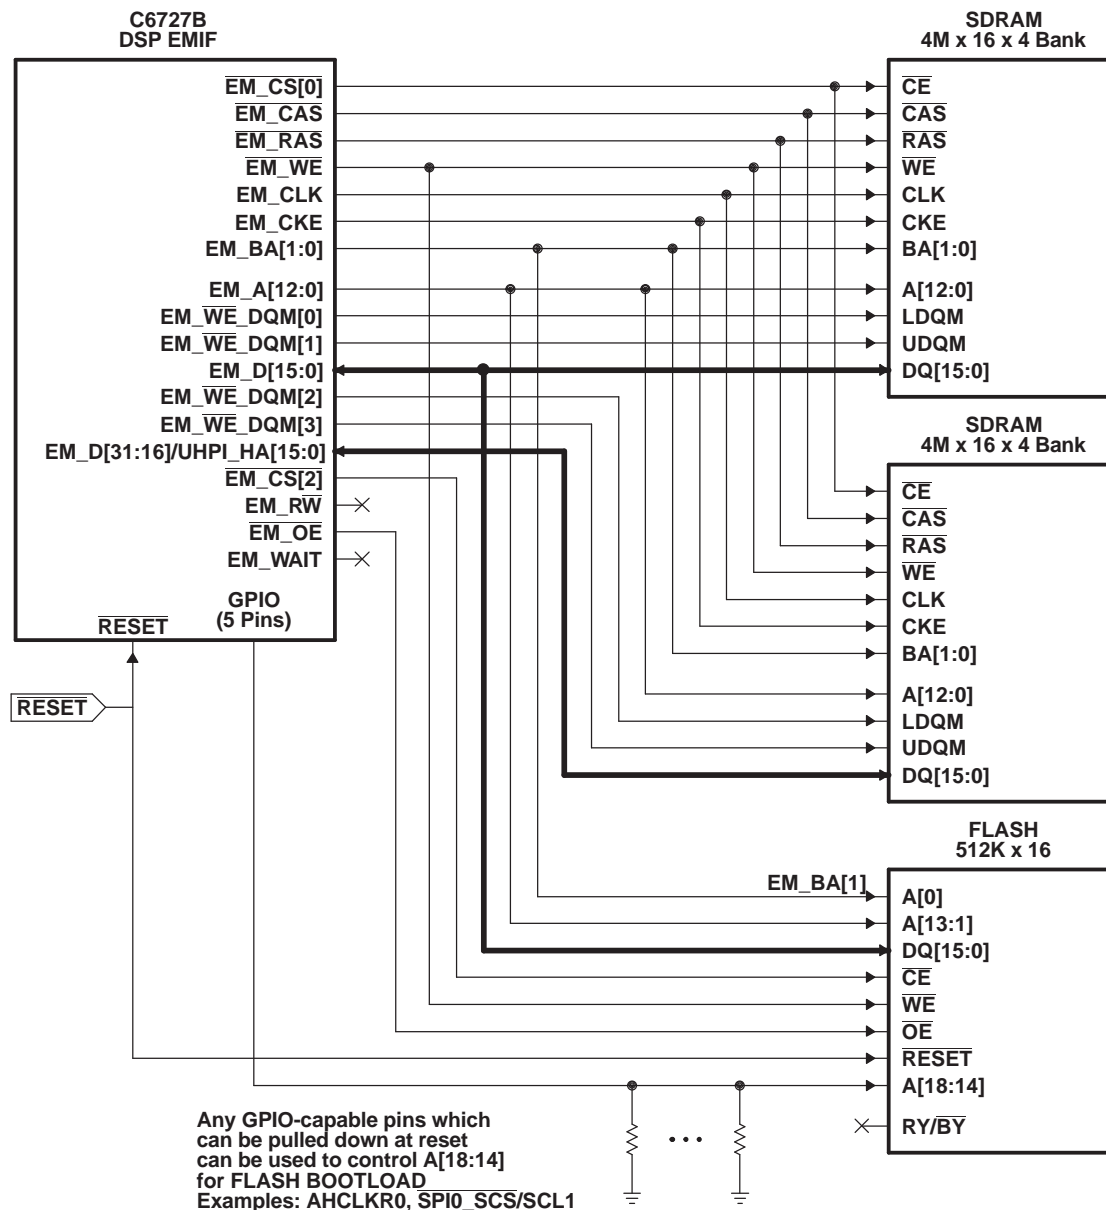 C6727B
DSP EMIF
EM_CS[0]
EM_CAS
EM_RAS
EM_WE
EM_CLK
EM_CKE
EM_BA[1:0]
EM_A[12:0]
EM_WE_DQM[0]
EM_WE_DQM[1]
EM_D[15:0]
EM_WE_DQM[2]
EM_WE_DQM[3]
EM_D[31:16]/UHPI_HA[15:0]
EM_CS[2]
EM_RW
EM_OE
EM_WAIT
GPIO
(5 Pins)
RESET
RESET
SDRAM
4M x 16 x 4 Bank
CE
CAS
RAS
WE
CLK
CKE
BA[1:0]
A[12:0]
LDQM
UDQM
DQ[15:0]
SDRAM
4M x 16 x 4 Bank
CE
CAS
RAS
WE
CLK
CKE
BA[1:0]
A[12:0]
LDQM
UDQM
DQ[15:0]
FLASH
512K x 16
EM_BA[1]
A[0]
A[13:1]
DQ[15:0]
CE
WE
OE
RESET
A[18:14]
RY/BY
Any GPIO-capable pins which
can be pulled down at reset
can be used to control A[18:14]
for FLASH BOOTLOAD
Examples: AHCLKR0, SPI0_SCS/SCL1